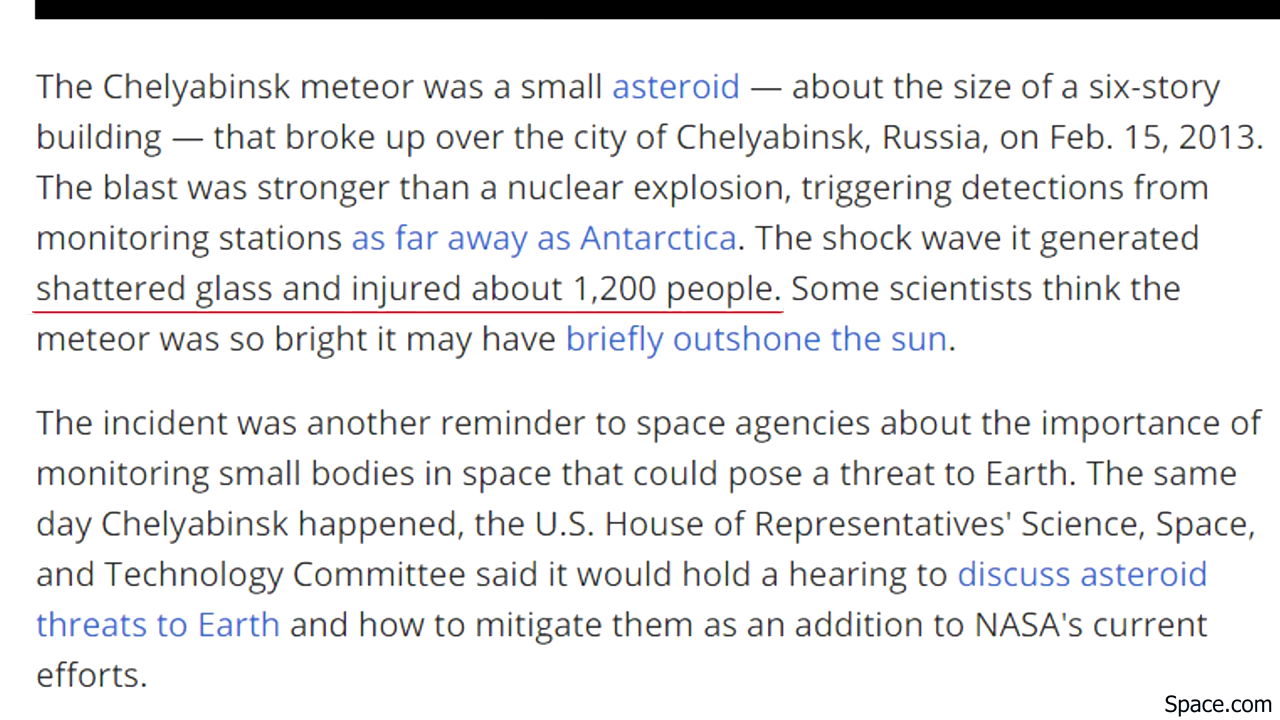 The Chelyabinsk meteor was a small asteroid — about the size of a six-story
building — that broke up over the city of Chelyabinsk, Russia, on Feb. 15, 2013.
The blast was stronger than a nuclear explosion, triggering detections from
monitoring stations as far away as Antarctica. The shock wave it generated
shattered glass and injured about 1,200 people. Some scientists think the
meteor was so bright it may have briefly outshone the sun.
The incident was another reminder to space agencies about the importance of
monitoring small bodies in space that could pose a threat to Earth. The same
day Chelyabinsk happened, the U.S. House of Representatives' Science, Space,
and Technology Committee said it would hold a hearing to discuss asteroid
threats to Earth and how to mitigate them as an addition to NASA's current
efforts.
Space.com